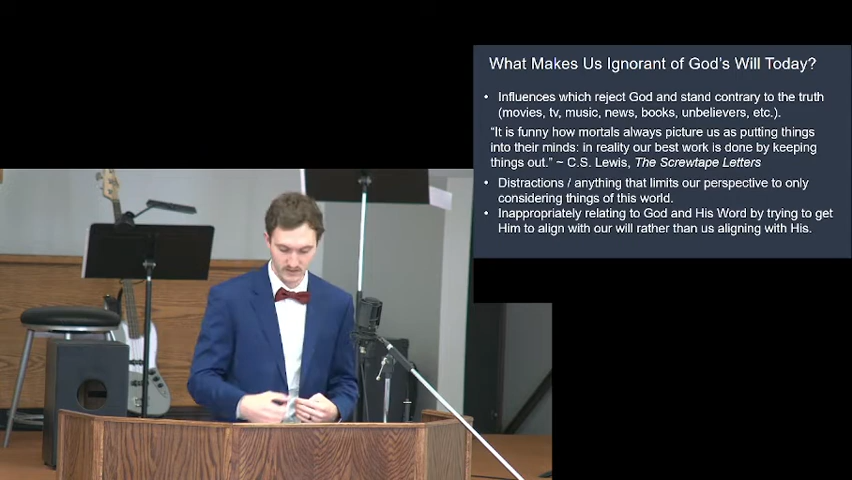 What Makes Us Ignorant of God's Will Today?
• Influences which reject God and stand contrary to the truth
(movies, tv, music, news, books, unbelievers, etc.).
“It is funny how mortals always picture us as putting things
into their minds: in reality our best work is done by keeping
things out.” ~ C.S. Lewis, The Screwtape Letters
• Distractions / anything that limits our perspective to only
considering things of this world.
• Inappropriately relating to God and His Word by trying to get
Him to align with our will rather than us aligning with His.